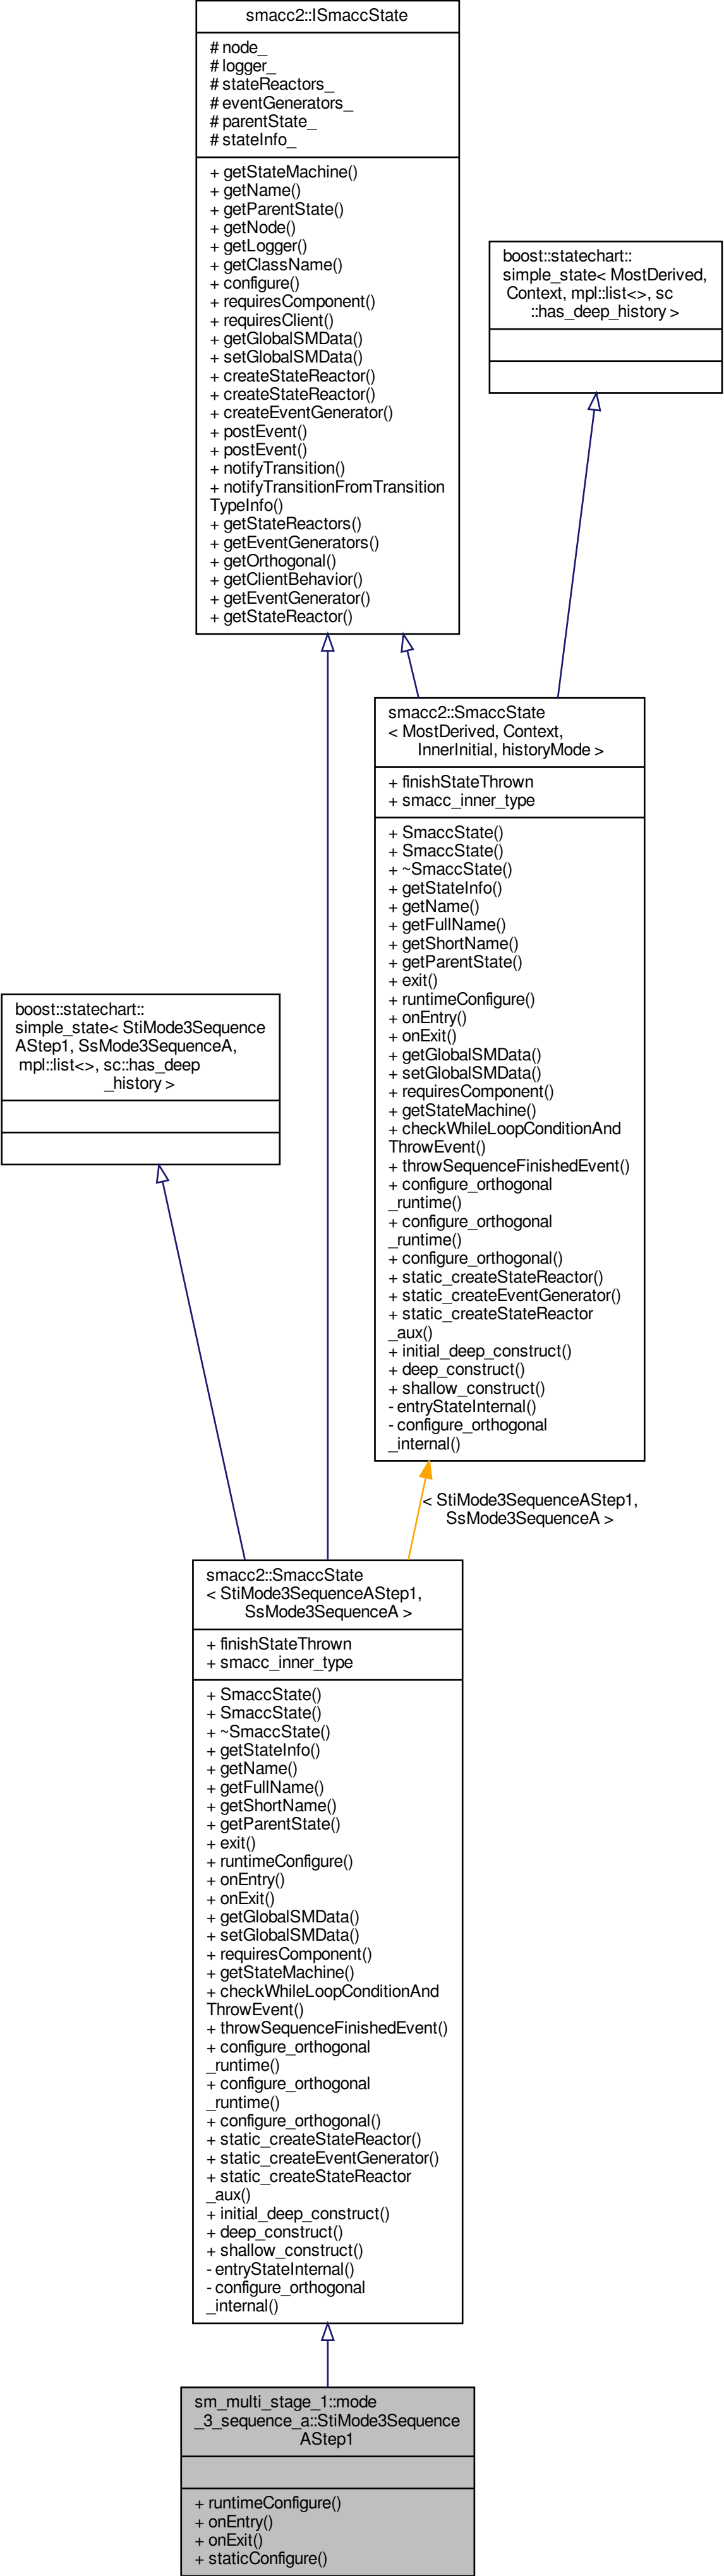 smacc2::ISmaccState
# node_
# logger_
# stateReactors_
# eventGenerators_
# parentState_
# stateInfo_
+ getStateMachine()
+ getName()
+ getParentState()
+ getNode()
+ getLogger()
+ getClassName()
+ configure()
+ requiresComponent()
+ requiresClient()
+ getGlobalSMData()
+ setGlobalSMData()
+ createStateReactor()
+ createStateReactor()
+ createEventGenerator()
+ postEvent()
+ postEvent()
+ notifyTransition()
+ notifyTransitionFromTransition
TypeInfo()
+ getStateReactors()
+ getEventGenerators()
+ getOrthogonal()
+ getClientBehavior()
+ getEventGenerator()
+ getStateReactor()
boost::statechart::
simple_state< MostDerived,
Context, mpl::list<>, sc
::has_deep_history >
smacc2::SmaccState
< MostDerived, Context,
InnerInitial, historyMode >
+ finishStateThrown
+ smacc_inner_type
+ SmaccState()
+ SmaccState()
+ ~SmaccState()
+ getStateInfo()
+ getName()
+ getFullName()
+ getShortName()
+ getParentState()
+ exit()
+ runtimeConfigure()
+ onEntry()
+ onExit()
+ getGlobalSMData()
+ setGlobalSMData()
+ requiresComponent()
+ getStateMachine()
+ checkWhileLoopConditionAnd
ThrowEvent()
+ throwSequenceFinishedEvent()
+ configure_orthogonal
_runtime()
+ configure_orthogonal
_runtime()
+ configure_orthogonal()
+ static_createStateReactor()
+ static_createEventGenerator()
+ static_createStateReactor
_aux()
+ initial_deep_construct()
+ deep_construct()
+ shallow_construct()
- entryStateInternal()
- configure_orthogonal
_internal()
boost::statechart::
simple_state< StiMode3Sequence
AStep1, SsMode3SequenceA,
mpl::list<>, sc::has_deep
_history >
< StiMode3SequenceAStep1,
SsMode3SequenceA >
smacc2::SmaccState
< StiMode3SequenceAStep1,
SsMode3SequenceA >
+ finishStateThrown
+ smacc_inner_type
+ SmaccState()
+ SmaccState()
+ ~SmaccState()
+ getStateInfo()
+ getName()
+ getFullName()
+ getShortName()
+ getParentState()
+ exit()
+ runtimeConfigure()
+ onEntry()
+ onExit()
+ getGlobalSMData()
+ setGlobalSMData()
+ requiresComponent()
+ getStateMachine()
+ checkWhileLoopConditionAnd
ThrowEvent()
+ throwSequenceFinishedEvent()
+ configure_orthogonal
_runtime()
+ configure_orthogonal
_runtime()
+ configure_orthogonal()
+ static_createStateReactor()
+ static_createEventGenerator()
+ static_createStateReactor
_aux()
+ initial_deep_construct()
+ deep_construct()
+ shallow_construct()
- entryStateInternal()
- configure_orthogonal
_internal()
sm_multi_stage_1::mode
_3_sequence_a::StiMode3Sequence
AStep1
+ runtimeConfigure()
+ onEntry()
+ onExit()
+ staticConfigure()